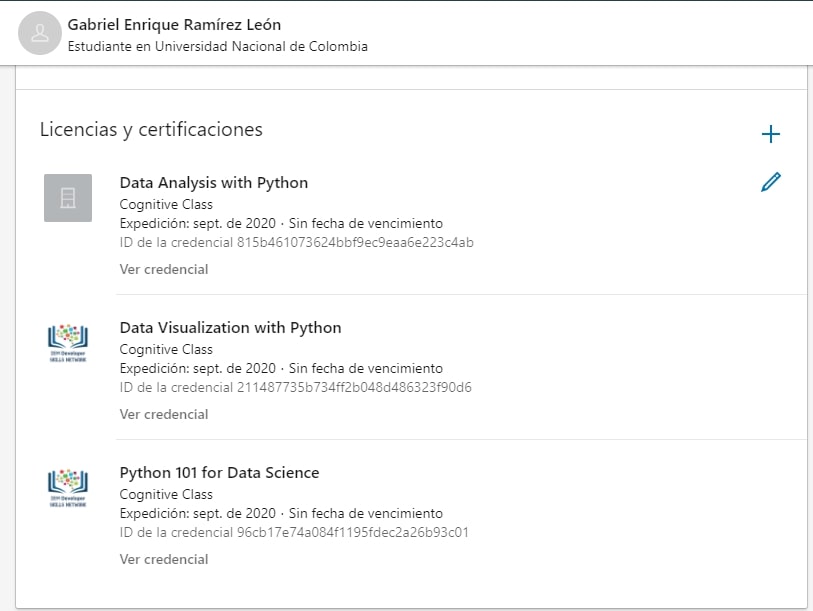 Gabriel Enrique Ramírez León
Estudiante en Universidad Nacional de Colombia
Licencias y certificaciones
Data Analysis with Python
Cognitive Class
Expedición: sept. de 2020 · Sin fecha de vencimiento
ID de la credencial 815b461073624bbf9ec9eaa6e223c4ab
Ver credencial
Data Visualization with Python
Cognitive Class
Expedición: sept. de 2020 · Sin fecha de vencimiento
ID de la credencial 211487735b734ff2b048d486323f90d6
Ver credencial
IBM Developer
SKILLS NETWORK
Python 101 for Data Science
Cognitive Class
Expedición: sept. de 2020 · Sin fecha de vencimiento
ID de la credencial 96cb17e74a084f1195fdec2a26b93c01
Ver credencial
IBM Developer
SKILLS NETWORK